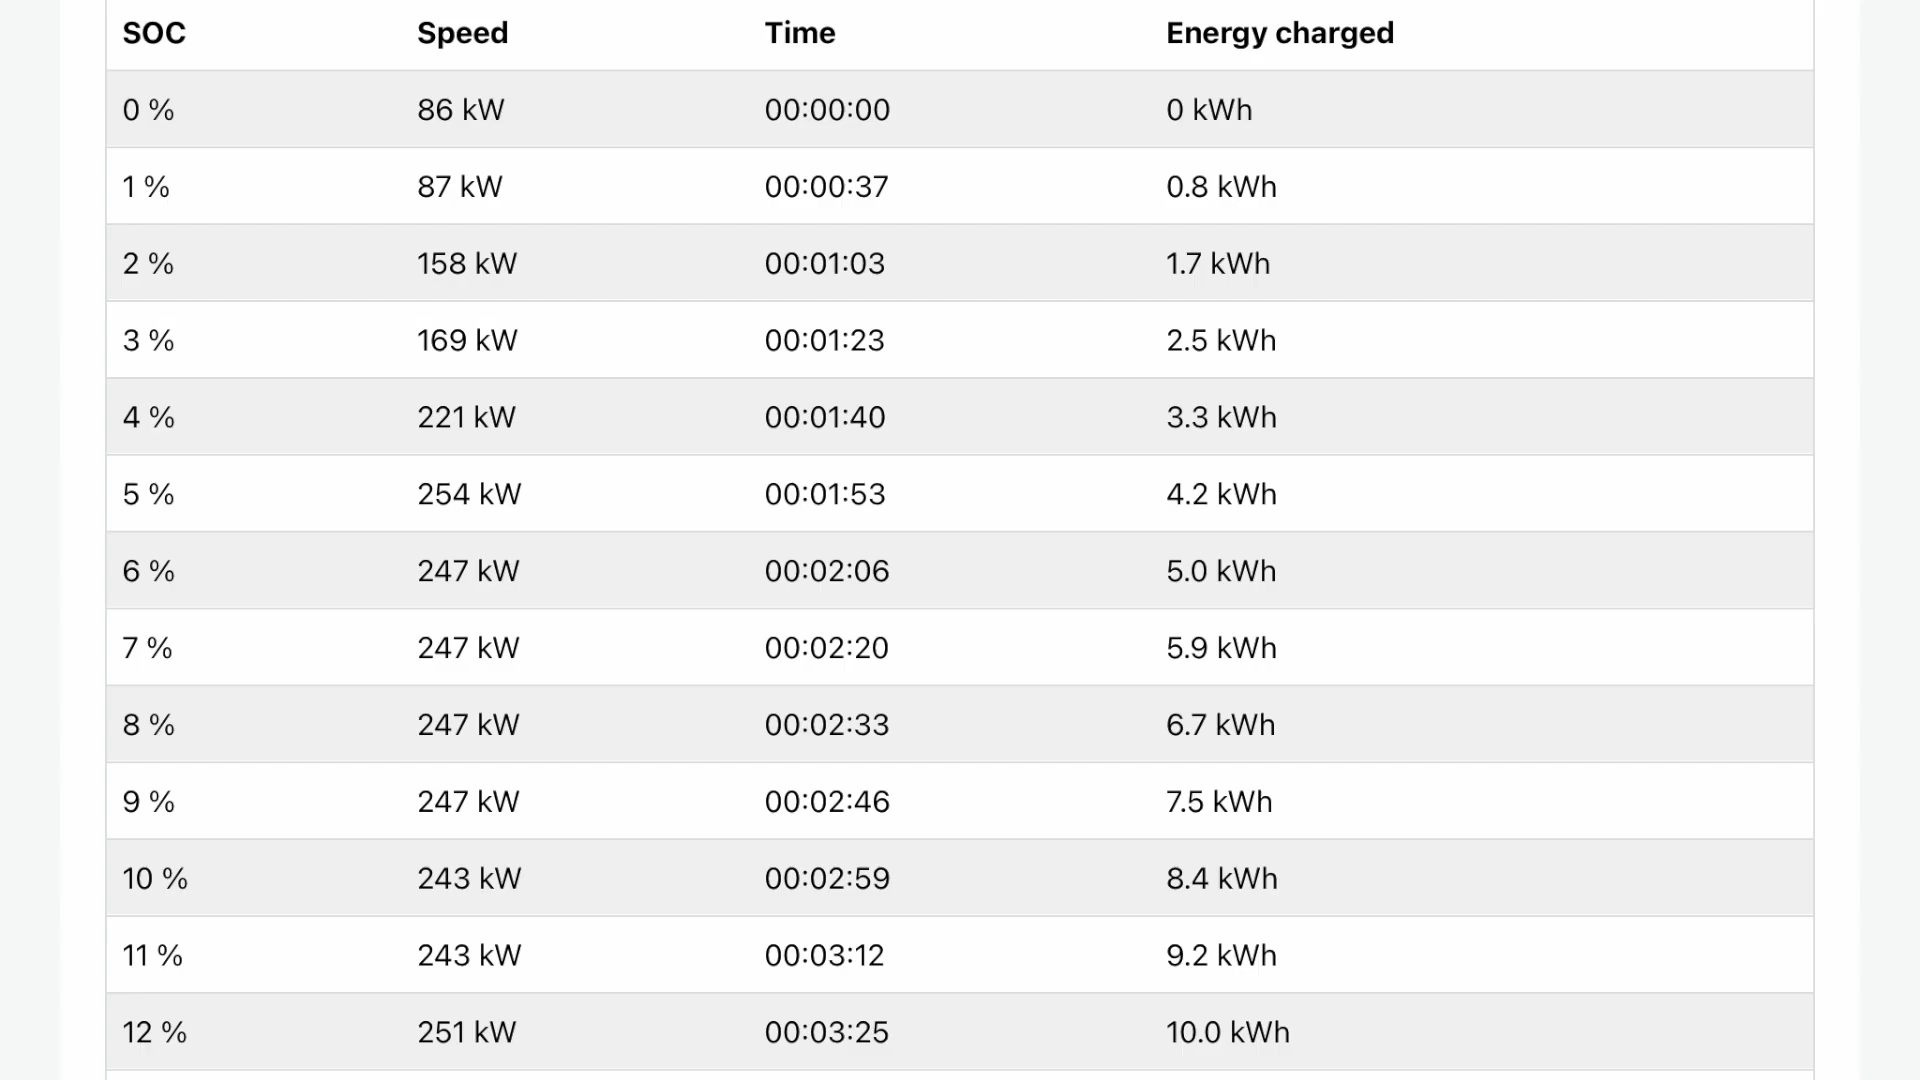 SOC Speed Time Energy charged
0 % 86 kW 00:00:00 0 kWh
1 % 87 kW 00:00:37 0.8 kWh
2 % 158 kW 00:01:03 1.7 kWh
3 % 169 kW 00:01:23 2.5 kWh
4 % 221 kW 00:01:40 3.3 kWh
5 % 254 kW 00:01:53 4.2 kWh
6 % 247 kW 00:02:06 5.0 kWh
7 % 247 kW 00:02:20 5.9 kWh
8 % 247 kW 00:02:33 6.7 kWh
9 % 247 kW 00:02:46 7.5 kWh
10 % 243 kW 00:02:59 8.4 kWh
11 % 243 kW 00:03:12 9.2 kWh
12 % 251 kW 00:03:25 10.0 kWh